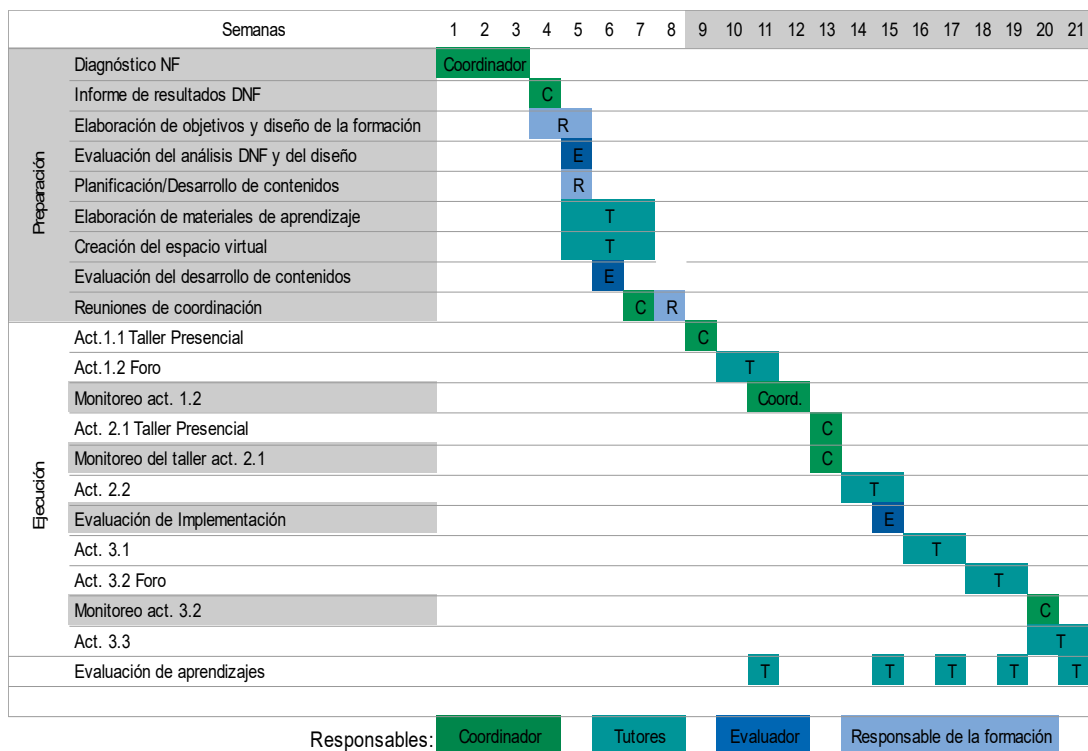 Semanas 1 2 3 4 5 6 7 8 9 10 11 12 13 14 15 16 17 18 19 20 21
Preparación
Diagnóstico NF Coordinador
Informe de resultados DNF C
Elaboración de objetivos y diseño de la formación R
Evaluación del análisis DNF y del diseño E
Planificación/Desarrollo de contenidos R
Elaboración de materiales de aprendizaje T
Creación del espacio virtual T
Evaluación del desarrollo de contenidos E
Reuniones de coordinación C R
Ejecución
Act.1.1 Taller Presencial C
Act.1.2 Foro T
Monitoreo act. 1.2 Coord.
Act. 2.1 Taller Presencial C
Monitoreo del taller act. 2.1 C
Act. 2.2 T
Evaluación de Implementación E
Act. 3.1 T
Act. 3.2 Foro T
Monitoreo act. 3.2 C
Act. 3.3 T
Evaluación de aprendizajes T T T T T
Responsables: Coordinador Tutores Evaluador Responsable de la formación